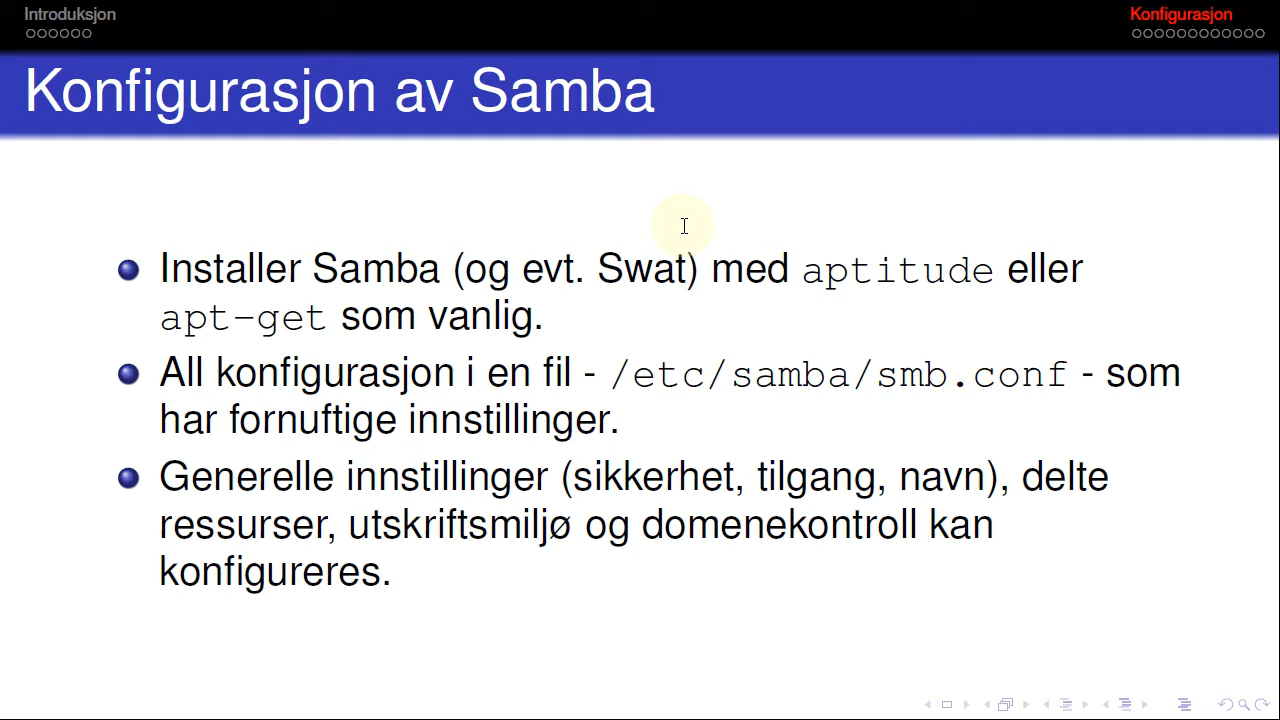 Introduksjon
Konfigurasjon
Konfigurasjon av Samba
Installer Samba (og evt. Swat) med aptitude eller
apt-get som vanlig.
All konfigurasjon i en fil - /etc/samba/smb.conf - som
har fornuftige innstillinger.
Generelle innstillinger (sikkerhet, tilgang, navn), delte
ressurser, utskriftsmiljø og domenekontroll kan
konfigureres.